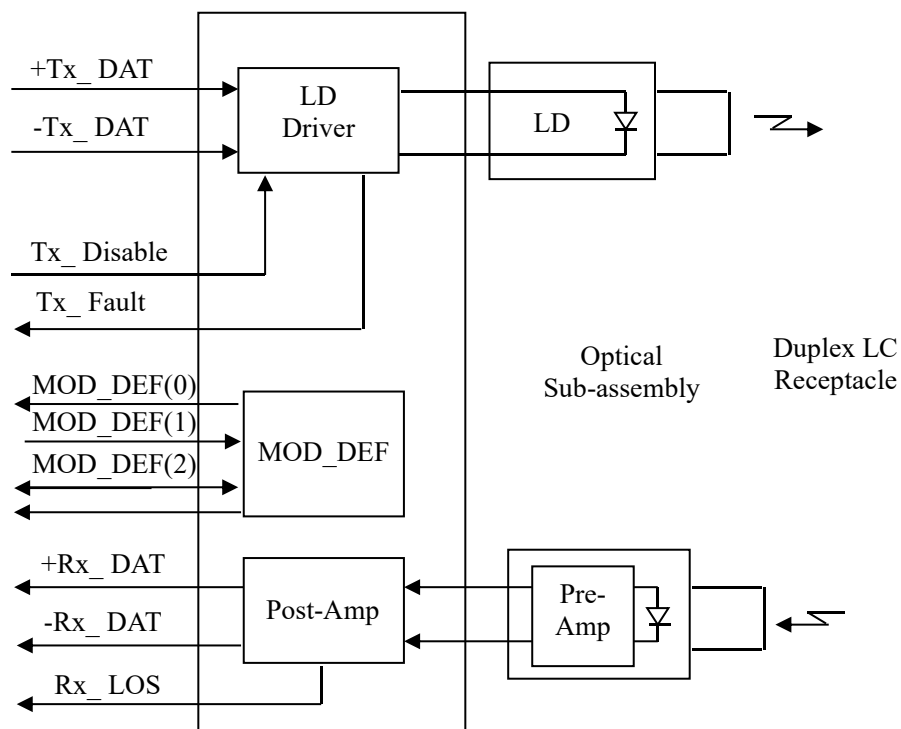 +Tx_ DAT
LD
Driver
-Tx_ DAT
LD
Tx_ Disable
Tx_ Fault
Optical
Sub-assembly
Duplex LC
Receptacle
MOD_DEF(0)
MOD_DEF(1)
MOD_DEF
MOD_DEF(2)
+Rx_ DAT
Post-Amp
Pre-
Amp
-Rx_ DAT
Rx_ LOS